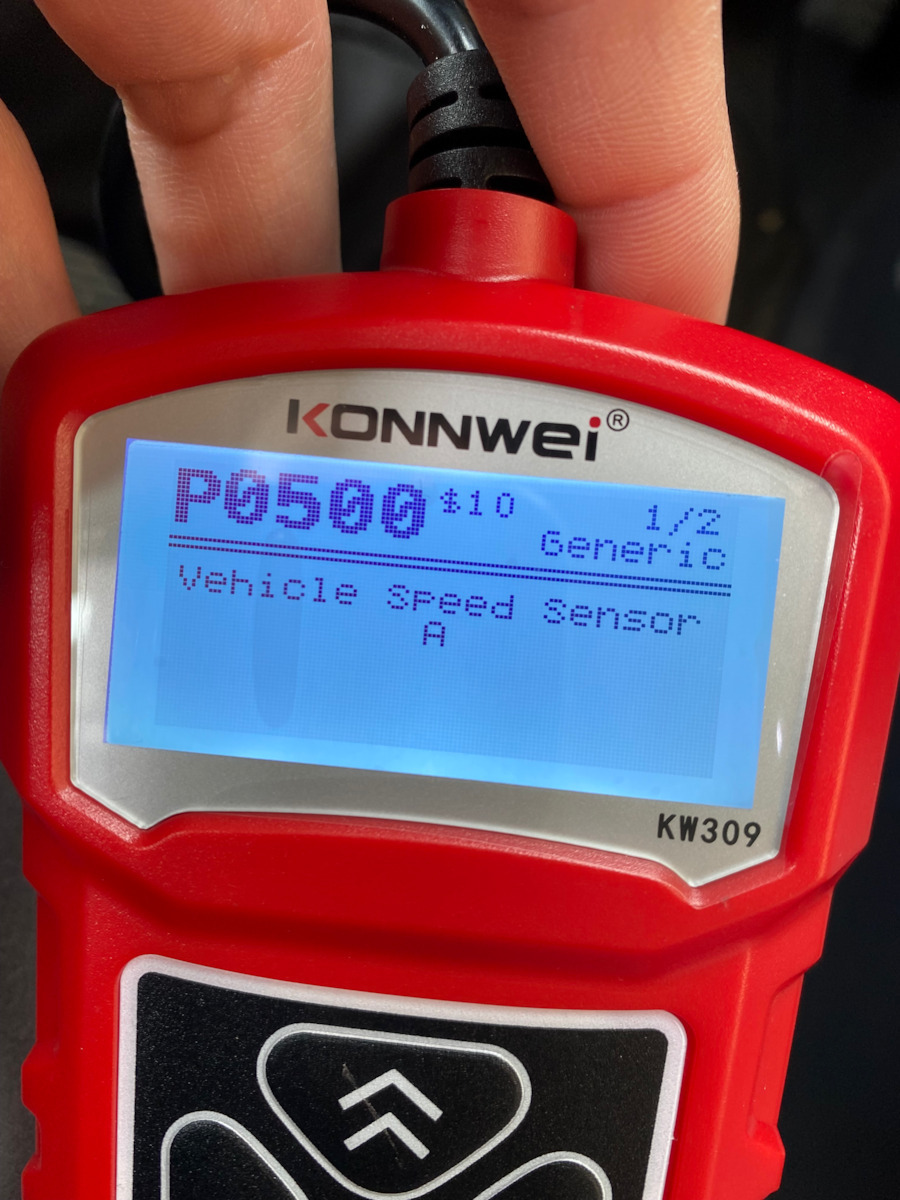 KONNWEI®
P0500 $10 1/2
Generic
Vehicle Speed Sensor
A
KW309